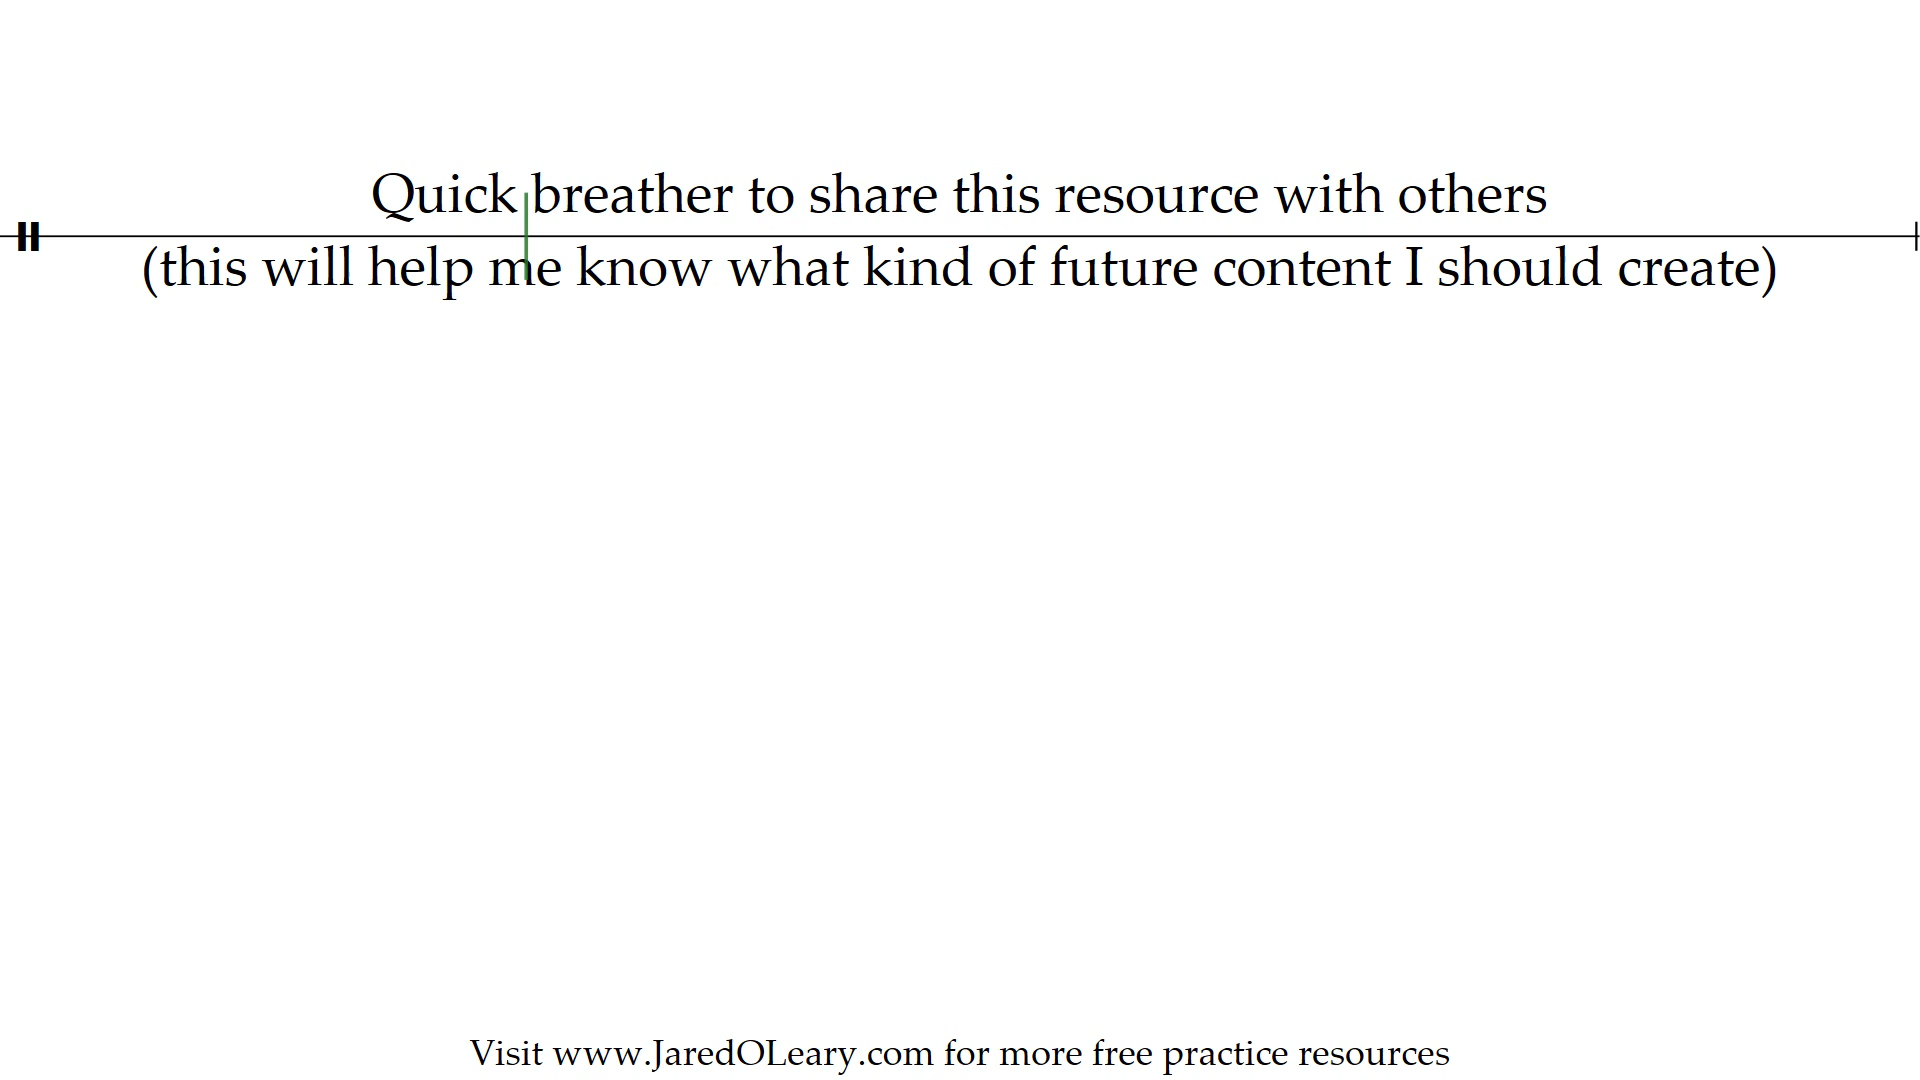 Quick breather to share this resource with others
(this will help me know what kind of future content I should create)
Visit www.JaredOLeary.com for more free practice resources